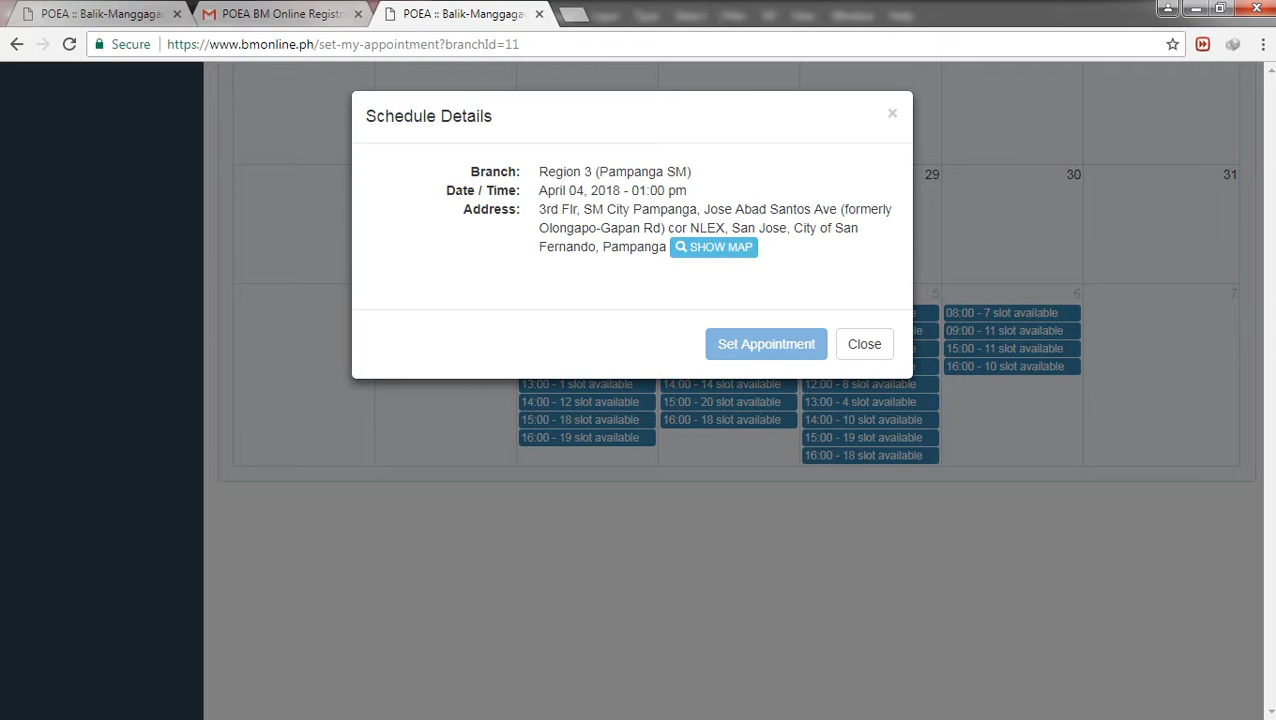 POEA :: Balik-Manggaga
POEA BM Online Registr
POEA :: Balik-Manggaga
Secure
https://www.bmonline.ph/set-my-appointment?branchId=11
Schedule Details
×
Branch: Region 3 (Pampanga SM)
Date / Time: April 04, 2018 - 01:00 pm
Address: 3rd Flr, SM City Pampanga, Jose Abad Santos Ave (formerly
Olongapo-Gapan Rd) cor NLEX, San Jose, City of San
Fernando, Pampanga SHOW MAP
Set Appointment
Close
29
30
31
5
6
7
13:00 - 1 slot available
14:00 - 12 slot available
15:00 - 18 slot available
16:00 - 19 slot available
14:00 - 14 slot available
15:00 - 20 slot available
16:00 - 18 slot available
12:00 - 8 slot available
13:00 - 4 slot available
14:00 - 10 slot available
15:00 - 19 slot available
16:00 - 18 slot available
08:00 - 7 slot available
09:00 - 11 slot available
15:00 - 11 slot available
16:00 - 10 slot available